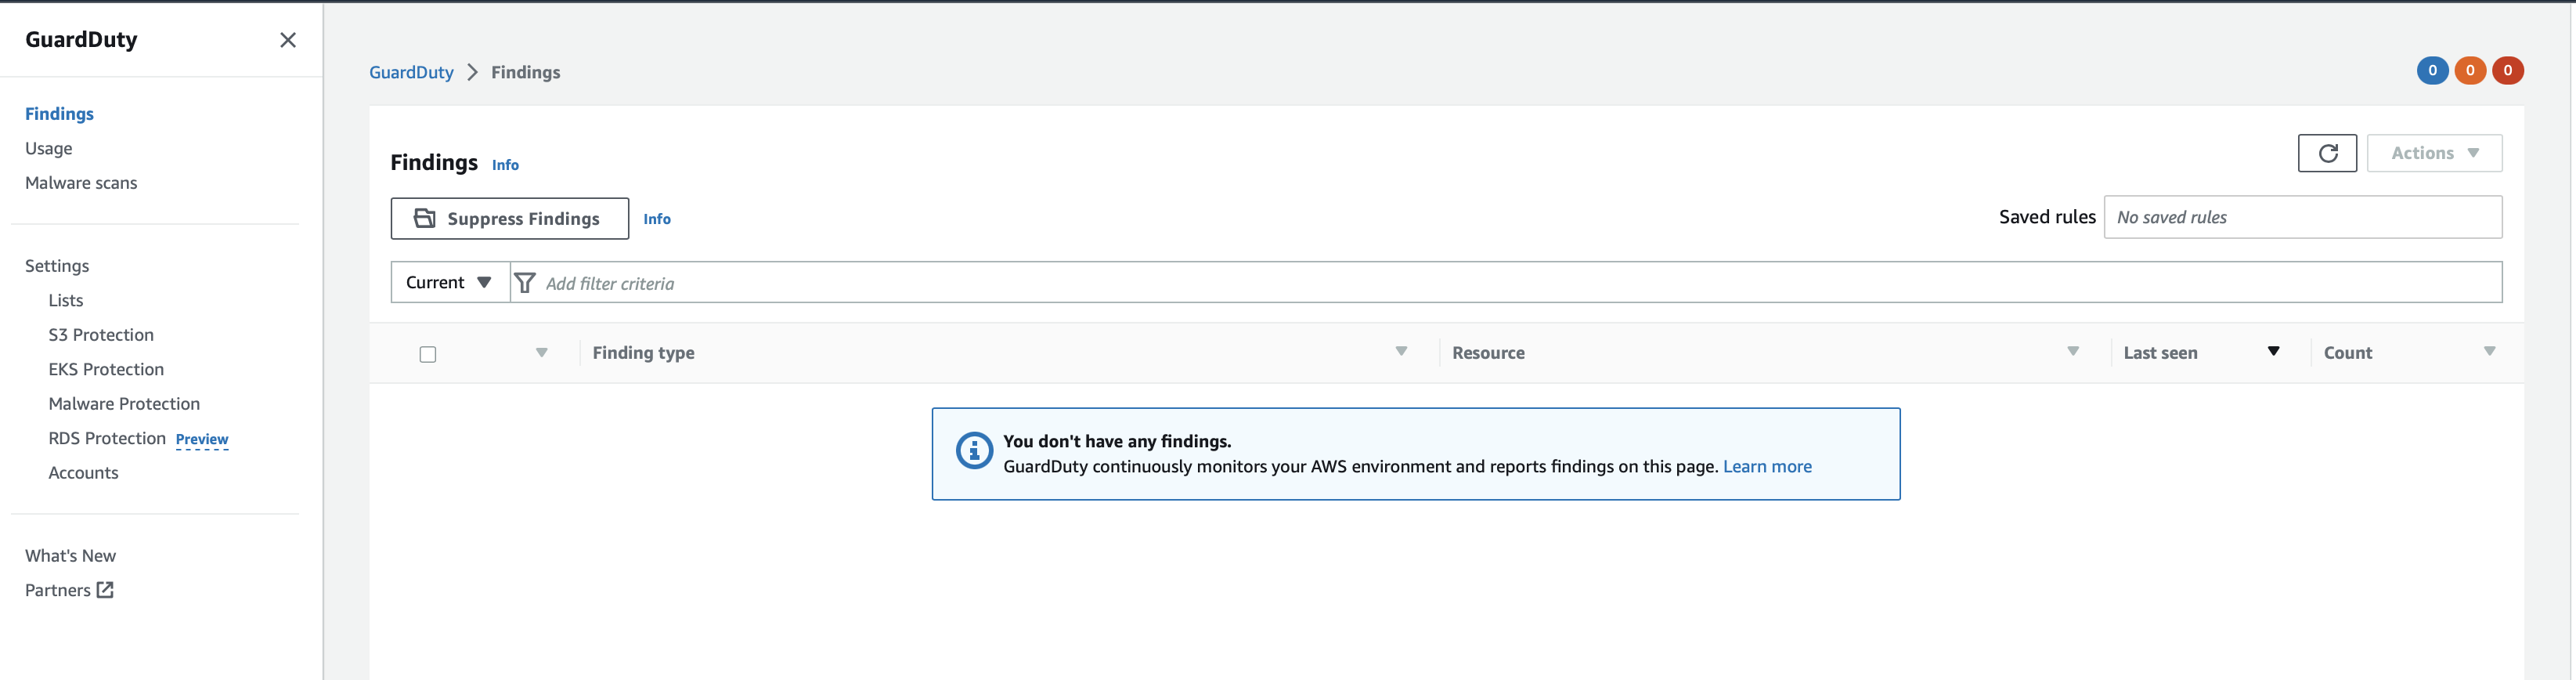 GuardDuty
Findings
Usage
Malware scans
Settings
Lists
S3 Protection
EKS Protection
Malware Protection
RDS Protection Preview
Accounts
What's New
Partners
GuardDuty > Findings
0 0 0
Findings Info
Actions
Suppress Findings Info
Saved rules No saved rules
Current Add filter criteria
Finding type Resource Last seen Count
You don't have any findings.
GuardDuty continuously monitors your AWS environment and reports findings on this page. Learn more